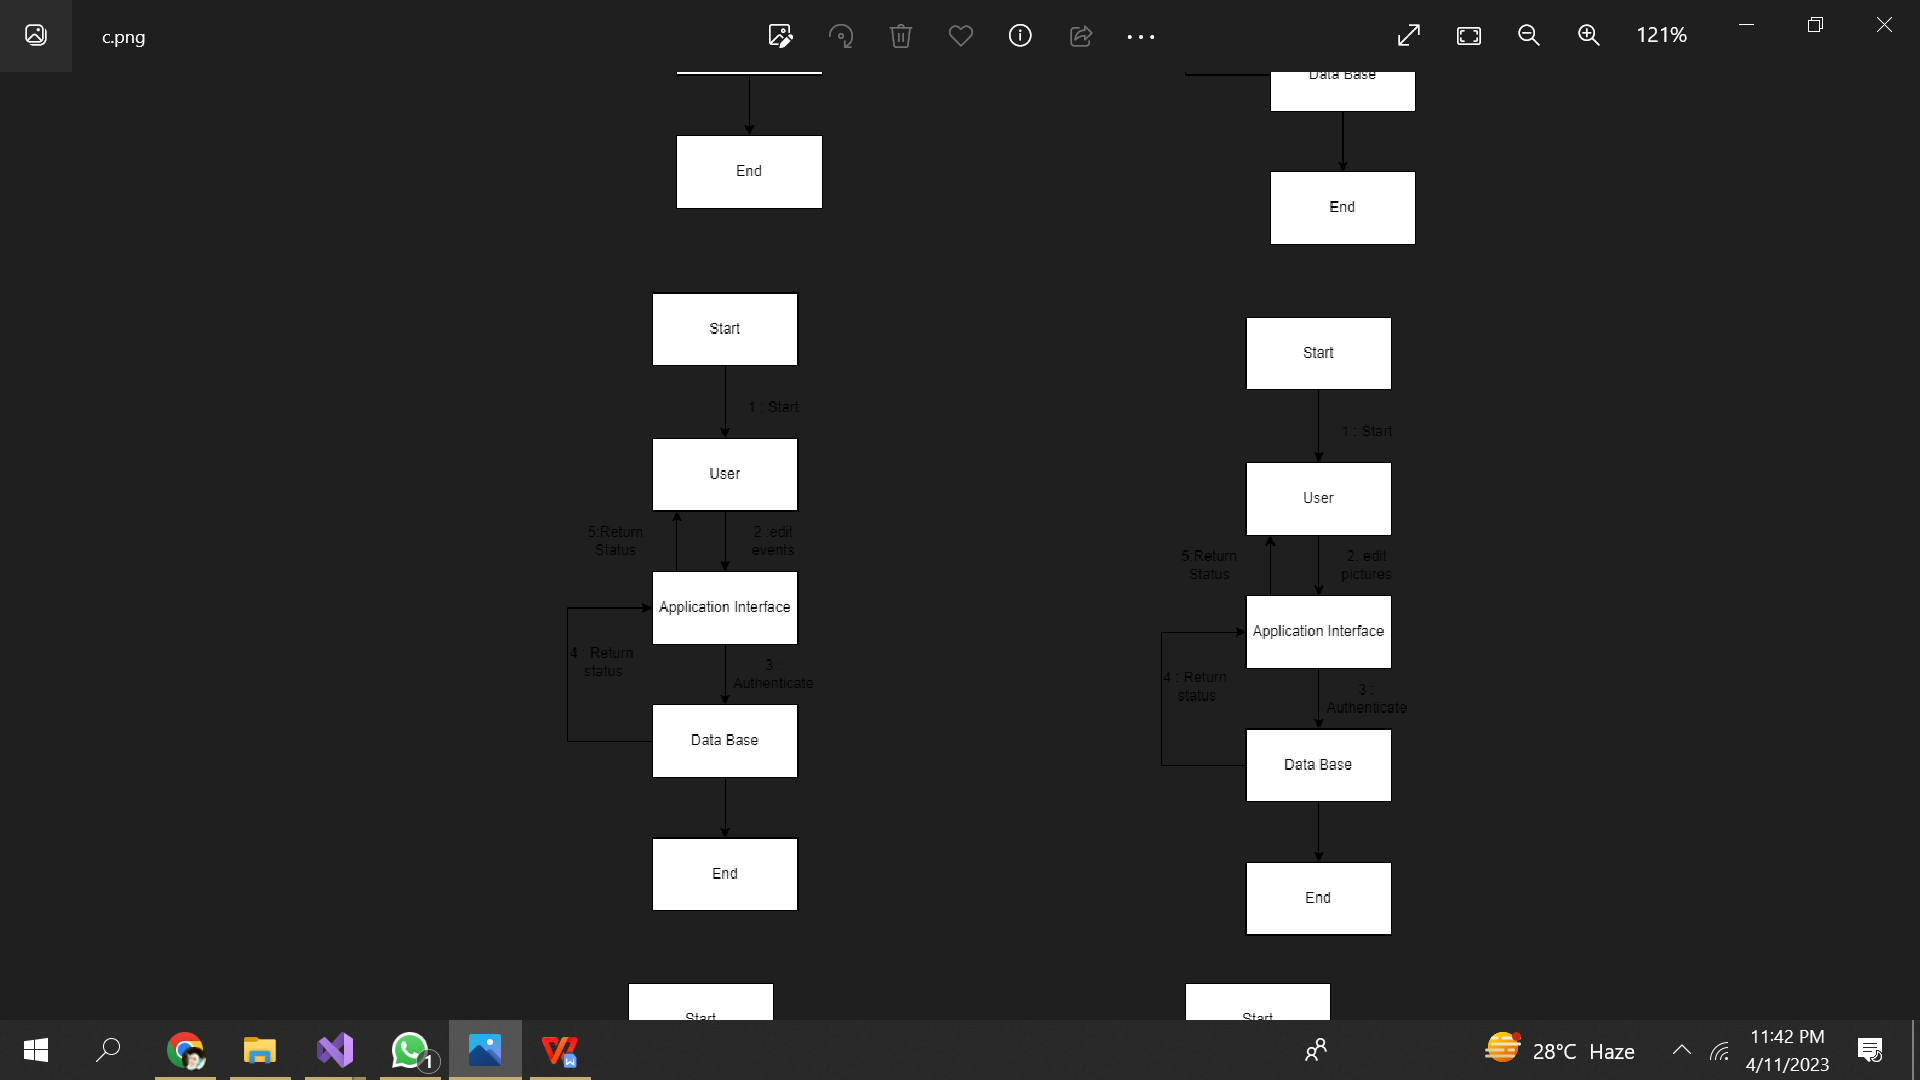 c.png
121%
Data Base
End
End
Start
1 : Start
User
5:Return
Status
2 :edit
events
Application Interface
4 : Return
status
3 :
Authenticate
Data Base
End
Start
1 : Start
User
5:Return
Status
2: edit
pictures
Application Interface
4 : Return
status
3 :
Authenticate
Data Base
End
Start
Start
1
28°C Haze
11:42 PM
4/11/2023